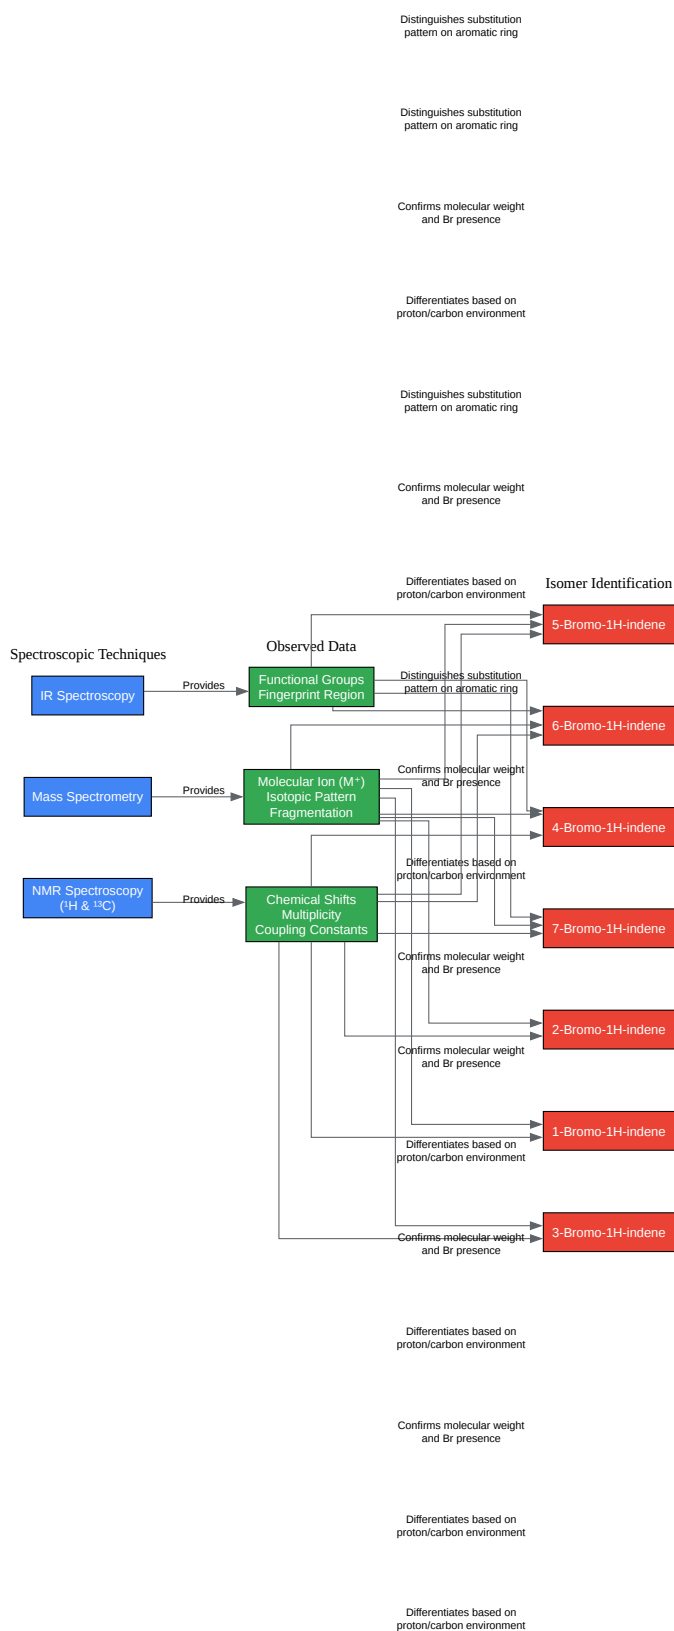 Distinguishes substitution
pattern on aromatic ring
Distinguishes substitution
pattern on aromatic ring
Confirms molecular weight
and Br presence
Differentiates based on
proton/carbon environment
Distinguishes substitution
pattern on aromatic ring
Confirms molecular weight
and Br presence
Differentiates based on
proton/carbon environment
Isomer Identification
5-Bromo-1H-indene
Observed Data
Spectroscopic Techniques
Functional Groups
Fingerprint Region
IR Spectroscopy
Provides
Distinguishes substitution
pattern on aromatic ring
6-Bromo-1H-indene
Confirms molecular weight
and Br presence
Molecular Ion (M⁺)
Isotopic Pattern
Fragmentation
Mass Spectrometry
Provides
4-Bromo-1H-indene
Differentiates based on
proton/carbon environment
NMR Spectroscopy
(¹H & ¹³C)
Provides
Chemical Shifts
Multiplicity
Coupling Constants
7-Bromo-1H-indene
Confirms molecular weight
and Br presence
2-Bromo-1H-indene
Confirms molecular weight
and Br presence
1-Bromo-1H-indene
Differentiates based on
proton/carbon environment
3-Bromo-1H-indene
Confirms molecular weight
and Br presence
Differentiates based on
proton/carbon environment
Confirms molecular weight
and Br presence
Differentiates based on
proton/carbon environment
Differentiates based on
proton/carbon environment